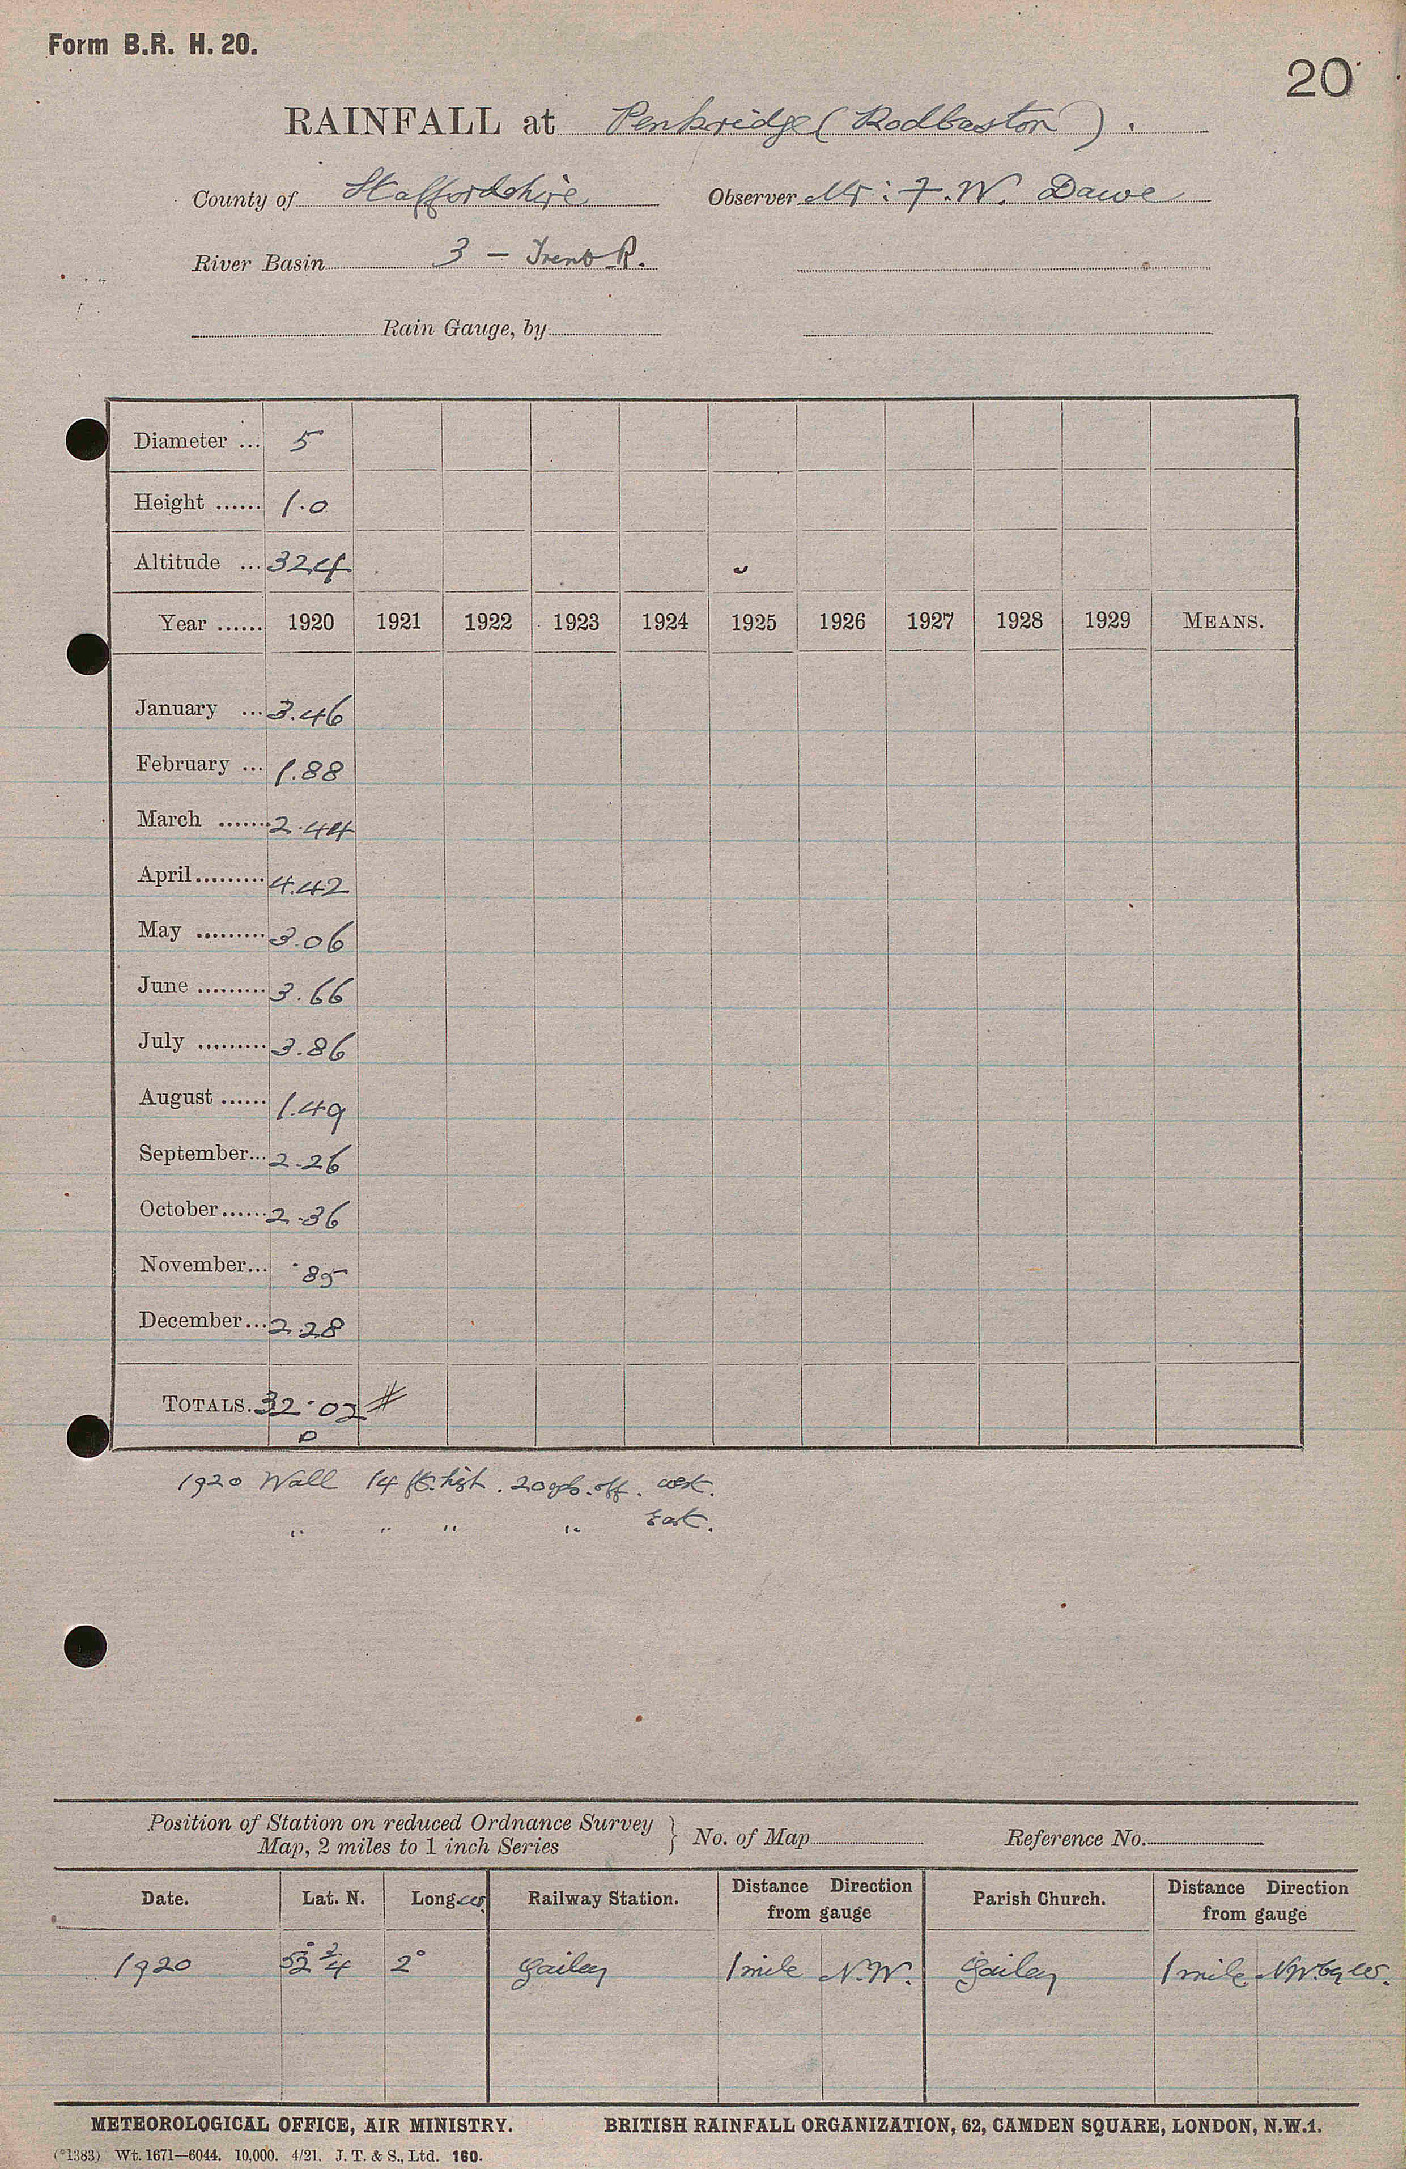 Form B.R. H. 20.
20
RAINFALL at Penkridge (Rodbaston).
County of Staffordshire Observer Mr: F. W. Dawe
River Basin 3 — Trent R.
Rain Gauge, by
Diameter ... 5
Height ...... 1.0
Altitude ... 324
Year ...... 1920 1921 1922 1923 1924 1925 1926 1927 1928 1929 MEANS.
January ... 3.46
February ... 1.88
March ....... 2.44
April ......... 4.42
May ......... 3.06
June ......... 3.66
July ......... 3.86
August ...... 1.49
September... 2.26
October ...... 2.36
November... .85
December... 2.28
TOTALS. 32.02 #
D
1920 Wall 14 ft. high. 20 yds. off. west.
" " " " East.
Position of Station on reduced Ordnance Survey
Map, 2 miles to 1 inch Series } No. of Map Reference No.
Date. Lat. N. Long W. Railway Station. Distance Direction from gauge Parish Church. Distance Direction from gauge
1920 52° 3/4 2° Gailey 1 mile N.W. Gailey 1 mile NW. by W.
METEOROLOGICAL OFFICE, AIR MINISTRY. BRITISH RAINFALL ORGANIZATION, 62, CAMDEN SQUARE, LONDON, N.W.1.
(*1383) Wt. 1671—6044. 10,000. 4/21. J. T. & S., Ltd. 160.